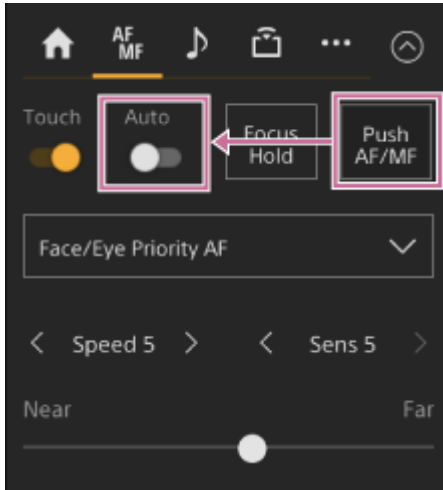 AF
MF
Touch
Auto
Focus
Hold
Push
AF/MF
Face/Eye Priority AF
Speed 5
Sens 5
Near
Far